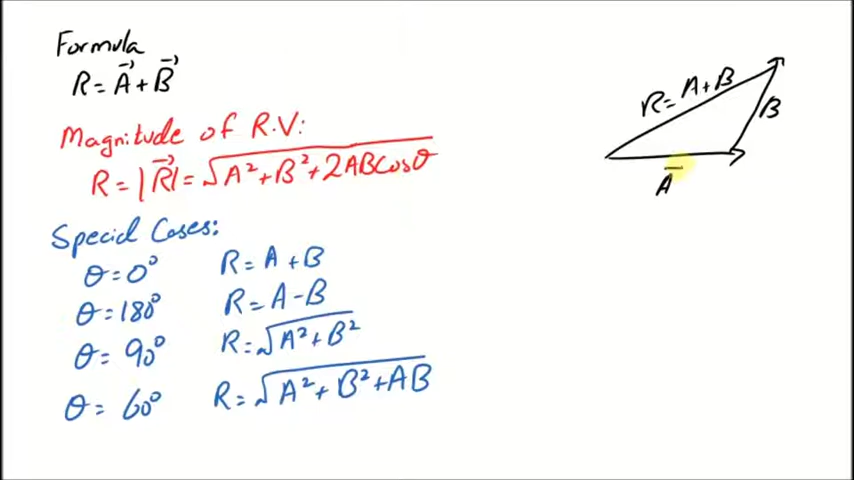 Formula
R = A⃗ + B⃗
Magnitude of R.V:
R = |R⃗| = √A² + B² + 2ABCosθ
Special Cases:
θ = 0° R = A + B
θ = 180° R = A - B
θ = 90° R = √A² + B²
θ = 60° R = √A² + B² + AB
R = A + B
B
A̅